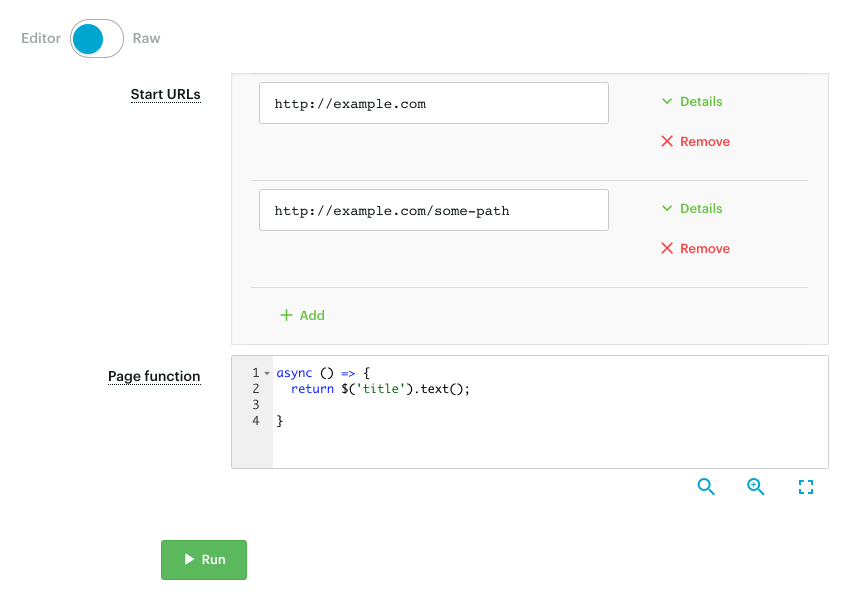 Editor Raw
Start URLs
http://example.com
Details
Remove
http://example.com/some-path
Details
Remove
Add
Page function
1 async () => {
2 return $('title').text();
3
4 }
Run